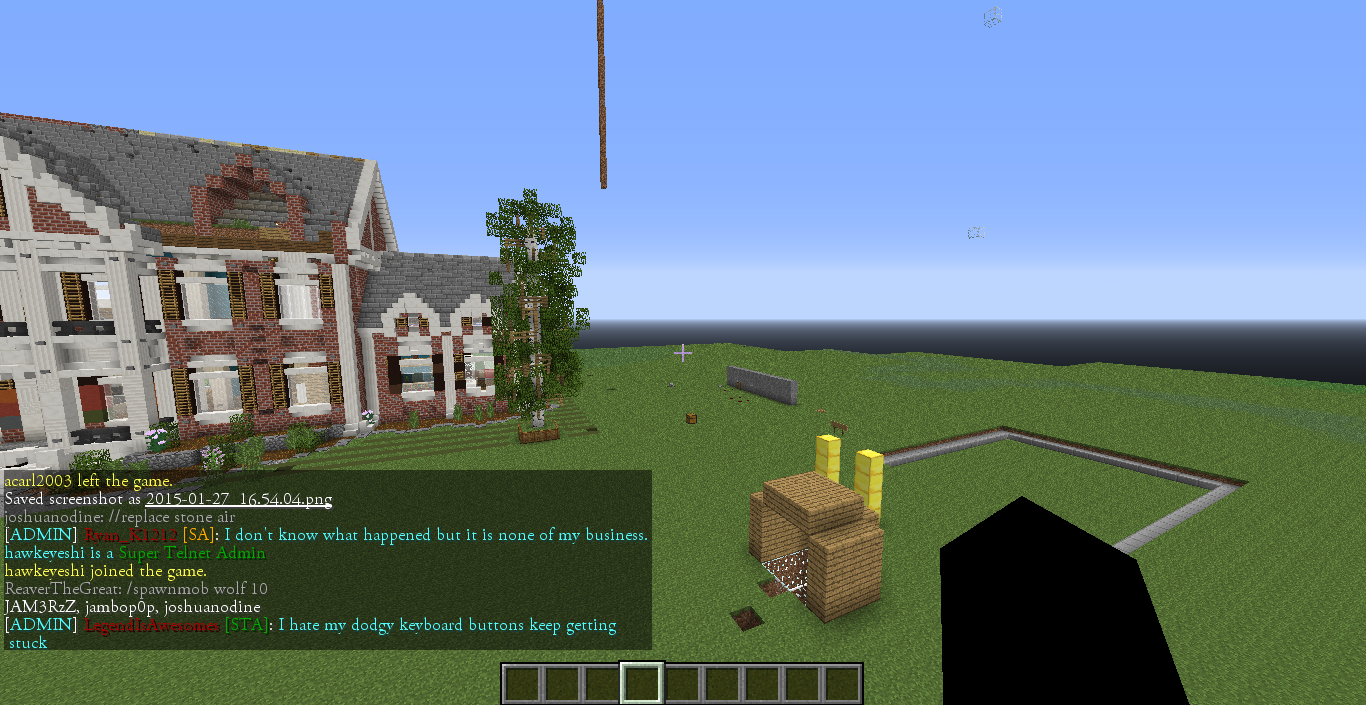 acarl2003 left the game.
Saved screenshot as 2015-01-27_16.54.04.png
joshuanodine: //replace stone air
[ADMIN] Ryan_K1212 [SA]: I don't know what happened but it is none of my business.
hawkeyeshi is a Super Telnet Admin
hawkeyeshi joined the game.
ReaverTheGreat: /spawnmob wolf 10
JAM3RzZ, jambop0p, joshuanodine
[ADMIN] LegendIsAwesomes [STA]: I hate my dodgy keyboard buttons keep getting
stuck